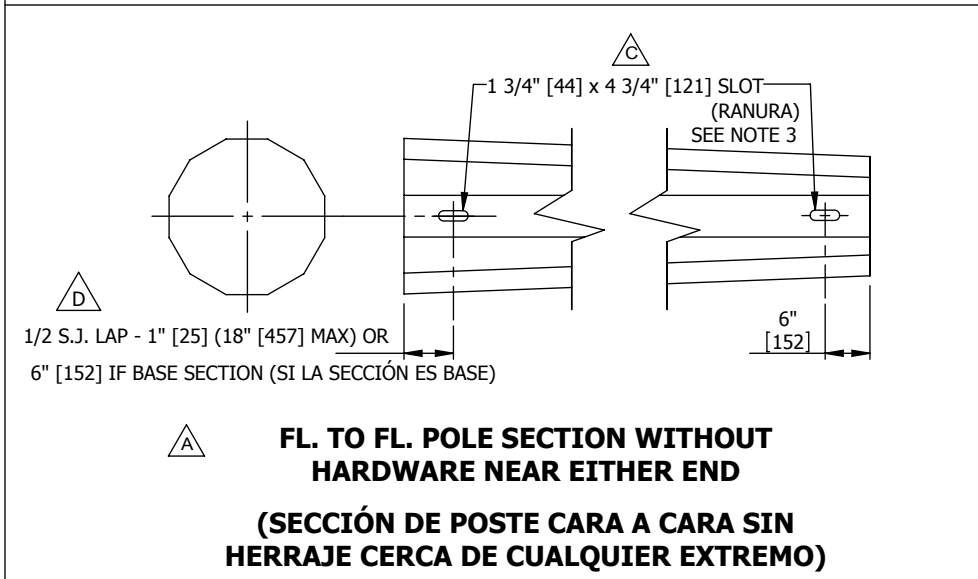 C
1 3/4" [44] x 4 3/4" [121] SLOT
(RANURA)
SEE NOTE 3
D
1/2 S.J. LAP - 1" [25] (18" [457] MAX) OR
6" [152] IF BASE SECTION (SI LA SECCIÓN ES BASE)
6"
[152]
A
FL. TO FL. POLE SECTION WITHOUT
HARDWARE NEAR EITHER END
(SECCIÓN DE POSTE CARA A CARA SIN
HERRAJE CERCA DE CUALQUIER EXTREMO)